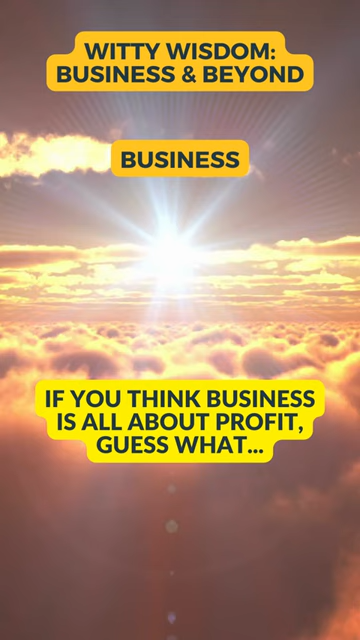 WITTY WISDOM:
BUSINESS & BEYOND
BUSINESS
IF YOU THINK BUSINESS
IS ALL ABOUT PROFIT,
GUESS WHAT...